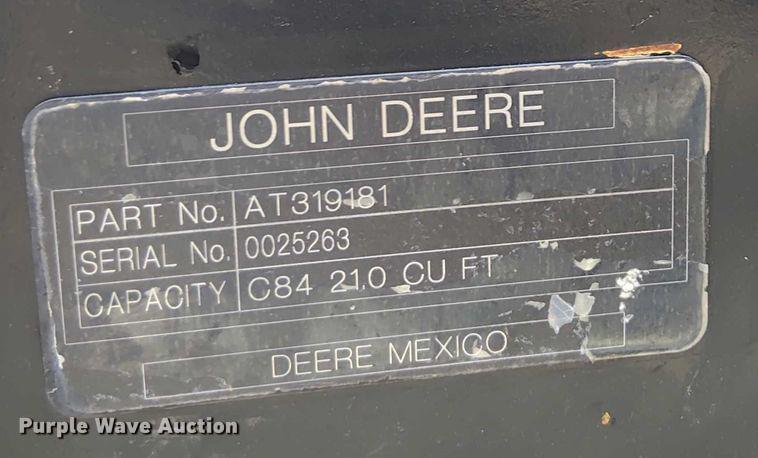 JOHN DEERE
PART No. AT319181
SERIAL No. 0025263
CAPACITY C84 21.0 CU FT
DEERE MEXICO
Purple Wave Auction